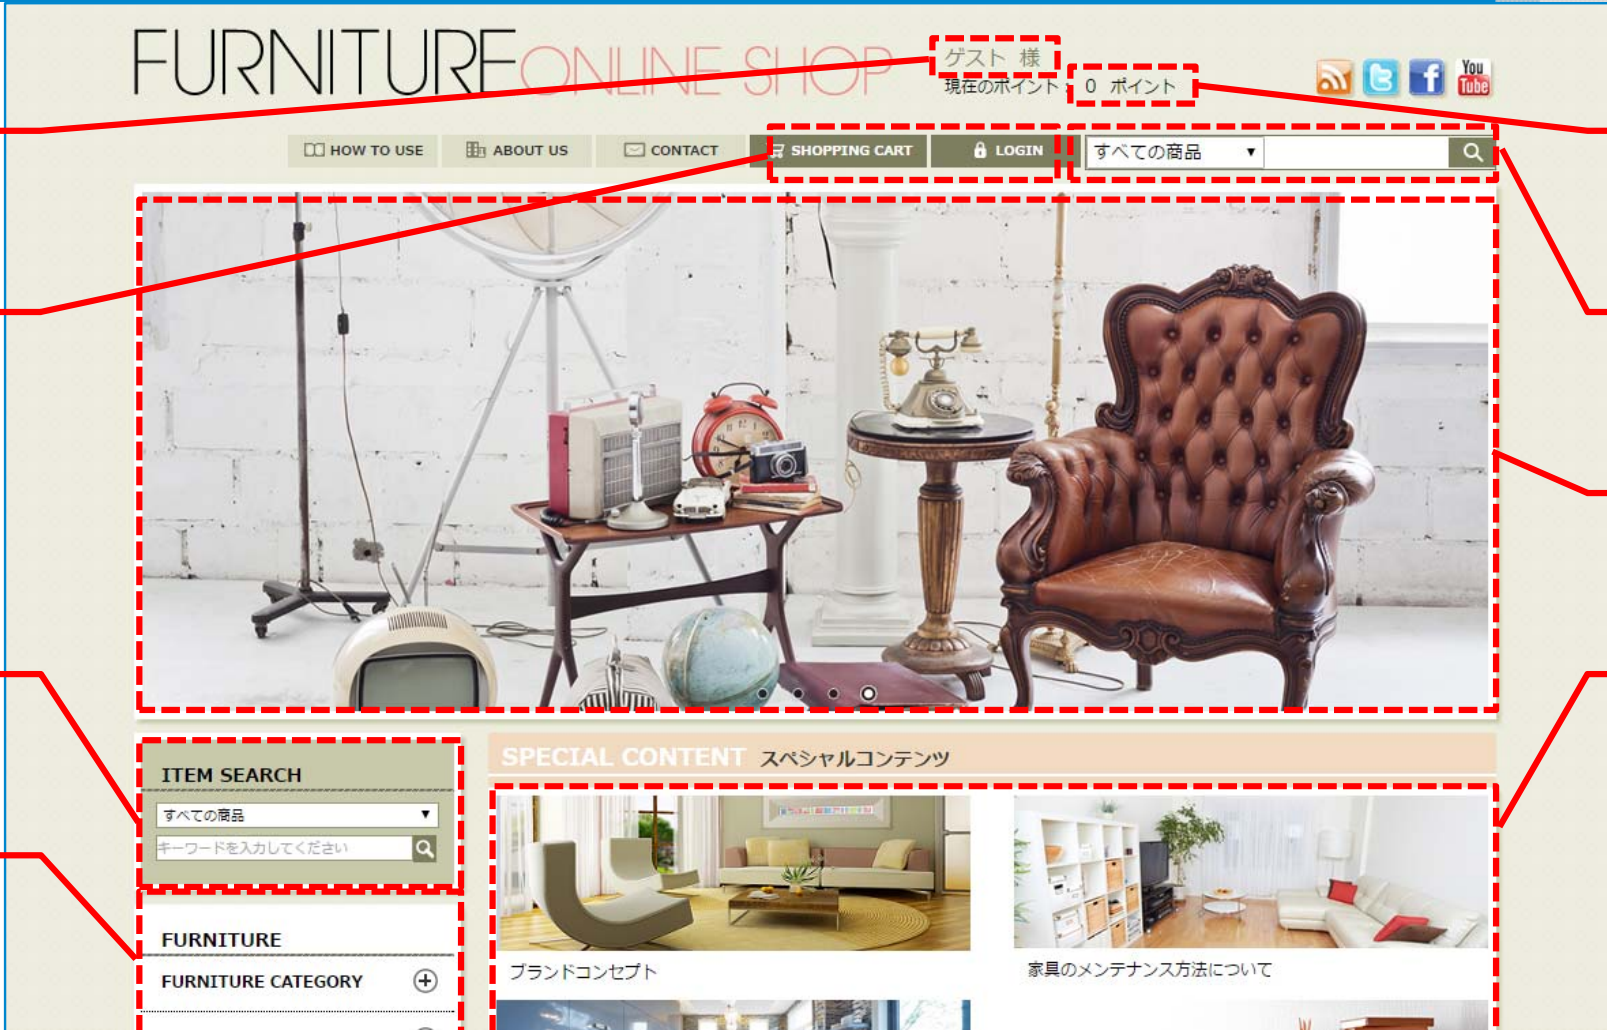 FURNITURE ONLINE SHOP
ゲスト 様
現在のポイント: 0 ポイント
You
Tube
HOW TO USE ABOUT US CONTACT SHOPPING CART LOGIN すべての商品
SPECIAL CONTENT スペシャルコンテンツ
ITEM SEARCH
すべての商品
キーワードを入力してください
FURNITURE
FURNITURE CATEGORY
ブランドコンセプト
家具のメンテナンス方法について